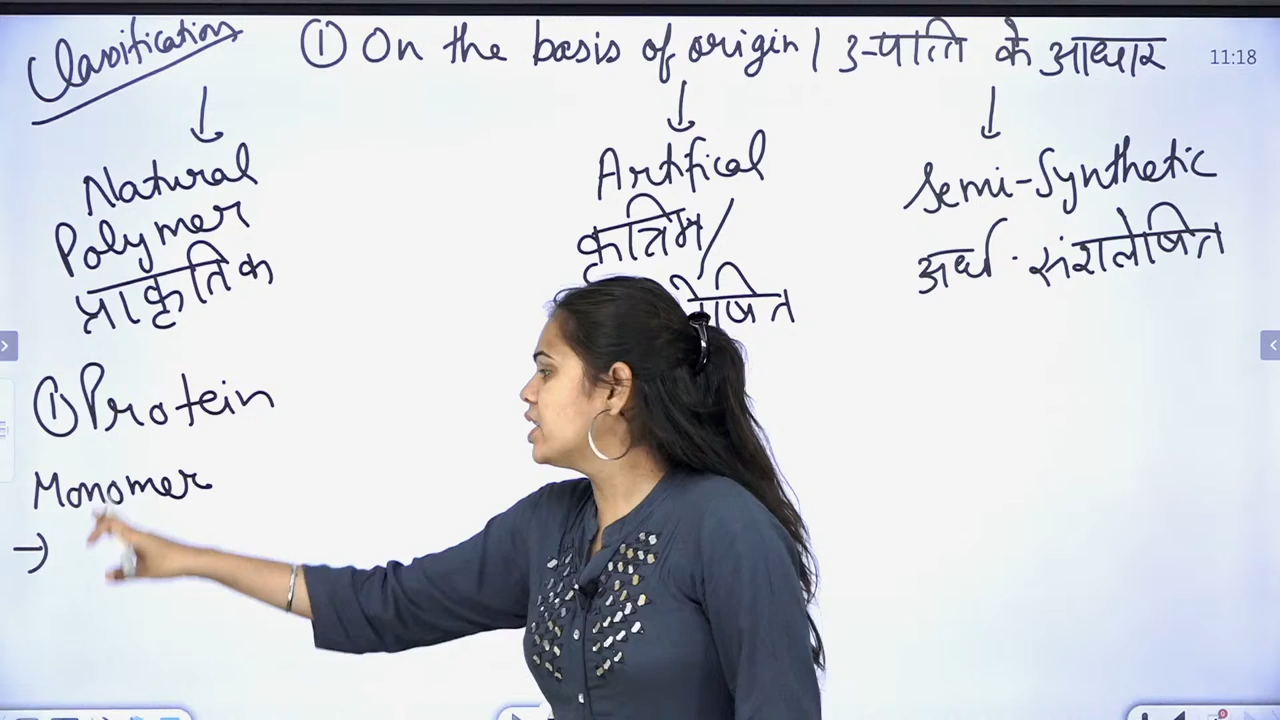 Classification ① On the basis of origin / उत्पाति के आधार 11:18
Natural
Polymer
प्राकृतिक
Artifical
कृत्रिम/
षित
Semi-Synthetic
अर्ध-संशलेषित
① Protein
Monomer
→